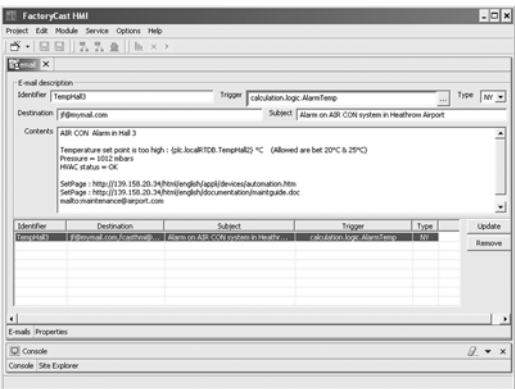 FactoryCast HMI
Project Edit Module Service Options Help
email
E-mail description
Identifier TempHall3 Trigger calculation.logic.AlarmTemp ... Type NY
Destination jf@mymail.com Subject Alarm on AIR CON system in Heathrow Airport
Contents AIR CON Alarm in Hall 3
Temperature set point is too high : {plc.localRTDB.TempHall2} °C (Allowed are bet 20°C & 25°C)
Pressure = 1012 mbars
HVAC status = OK
SetPage : http://139.158.20.34/html/english/appli/devices/automation.htm
SetPage : http://139.158.20.34/html/english/documentation/maintguide.doc
mailto:maintenance@airport.com
Identifier Destination Subject Trigger Type Update
TempHall3 jf@mymail.com,/casthmi@... Alarm on AIR CON system in Heathr... calculation.logic.AlarmTemp NY
Remove
E-mails Properties
Console
Console Site Explorer